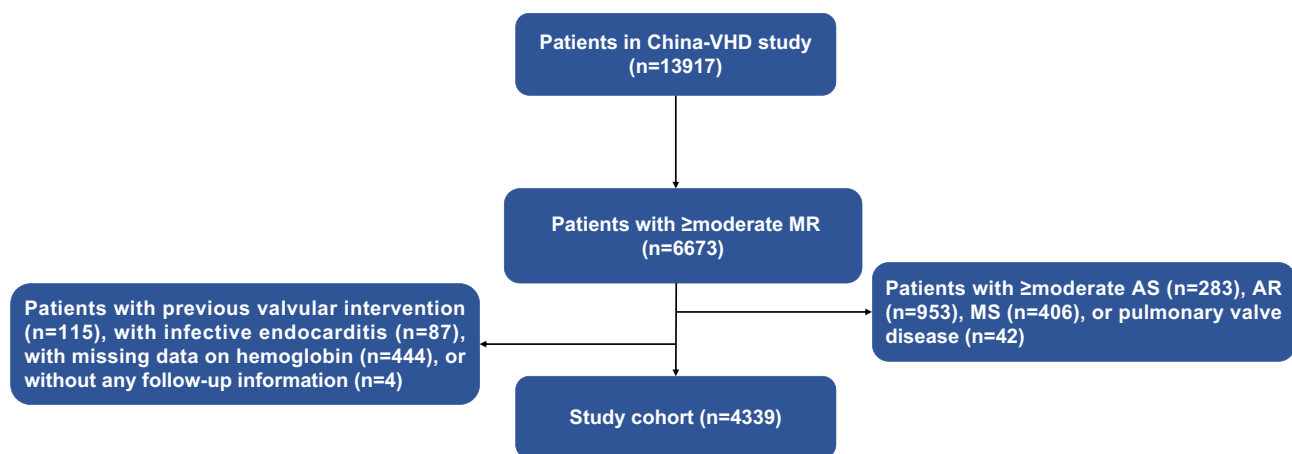 Patients in China-VHD study
(n=13917)
Patients with ≥moderate MR
(n=6673)
Patients with ≥moderate AS (n=283), AR
(n=953), MS (n=406), or pulmonary valve
disease (n=42)
Patients with previous valvular intervention
(n=115), with infective endocarditis (n=87),
with missing data on hemoglobin (n=444), or
without any follow-up information (n=4)
Study cohort (n=4339)